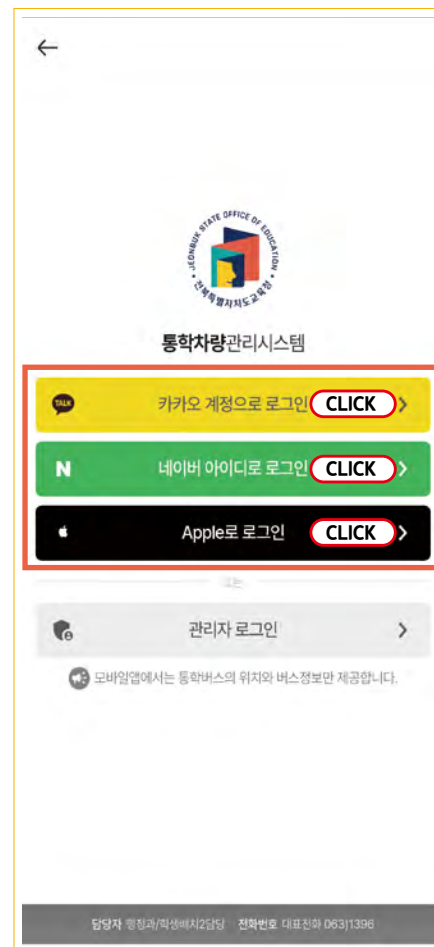 JEONBUK STATE OFFICE OF EDUCATION
전북특별자치도교육청
통학차량관리시스템
TALK 카카오 계정으로 로그인 CLICK
N 네이버 아이디로 로그인 CLICK
Apple로 로그인 CLICK
또는
관리자 로그인
모바일앱에서는 통학버스의 위치와 버스정보만 제공합니다.
담당자 행정과/학생배치2담당 전화번호 대표전화 063)1396